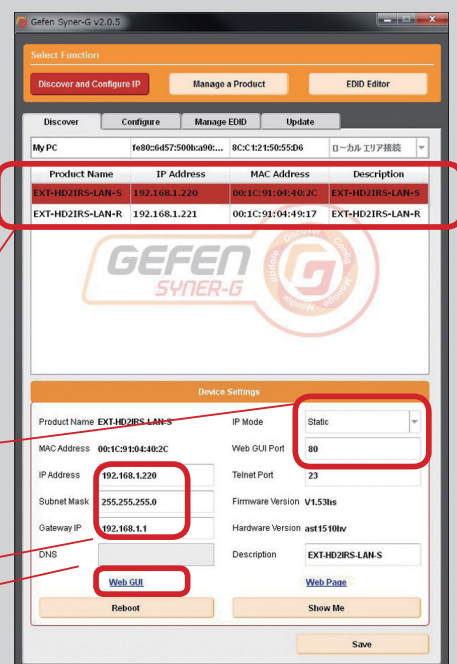 Gefen Syner-G v2.0.5
Select Function
Discover and Configure IP Manage a Product EDID Editor
Discover Configure Manage EDID Update
My PC fe80::6d57:500b:a90:... 8C:C1:21:50:55:D6 ローカル エリア接続
Product Name IP Address MAC Address Description
EXT-HD2IRS-LAN-S 192.168.1.220 00:1C:91:04:40:2C EXT-HD2IRS-LAN-S
EXT-HD2IRS-LAN-R 192.168.1.221 00:1C:91:04:49:17 EXT-HD2IRS-LAN-R
GEFEN
SYNER-G
Update Discover Config Manage Monitor
Device Settings
Product Name EXT-HD2IRS-LAN-S IP Mode Static
MAC Address 00:1C:91:04:40:2C Web GUI Port 80
IP Address 192.168.1.220 Telnet Port 23
Subnet Mask 255.255.255.0 Firmware Version V1.53hs
Gateway IP 192.168.1.1 Hardware Version ast1510hv
DNS Description EXT-HD2IRS-LAN-S
Web GUI Web Page
Reboot Show Me
Save